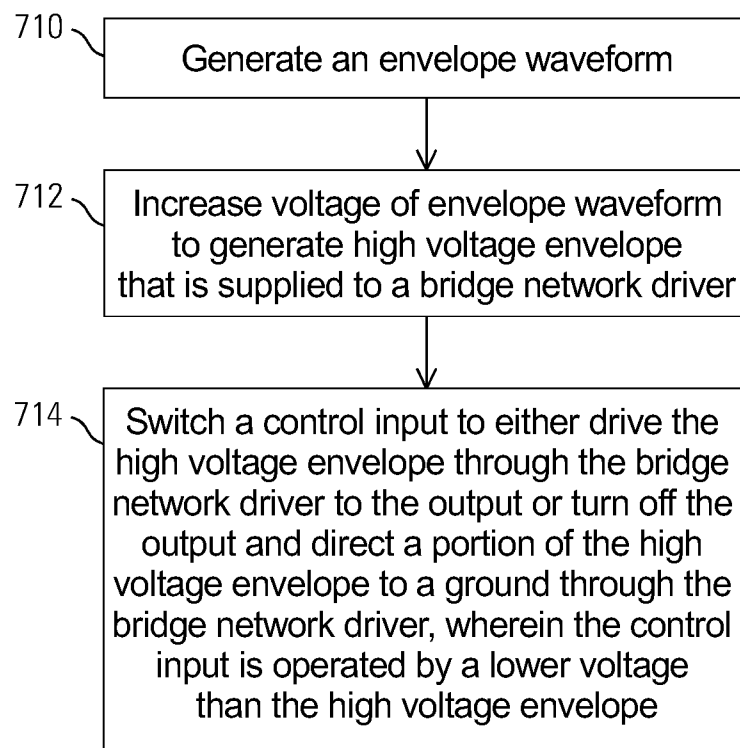 710
Generate an envelope waveform
712
Increase voltage of envelope waveform
to generate high voltage envelope
that is supplied to a bridge network driver
714
Switch a control input to either drive the
high voltage envelope through the bridge
network driver to the output or turn off the
output and direct a portion of the high
voltage envelope to a ground through the
bridge network driver, wherein the control
input is operated by a lower voltage
than the high voltage envelope